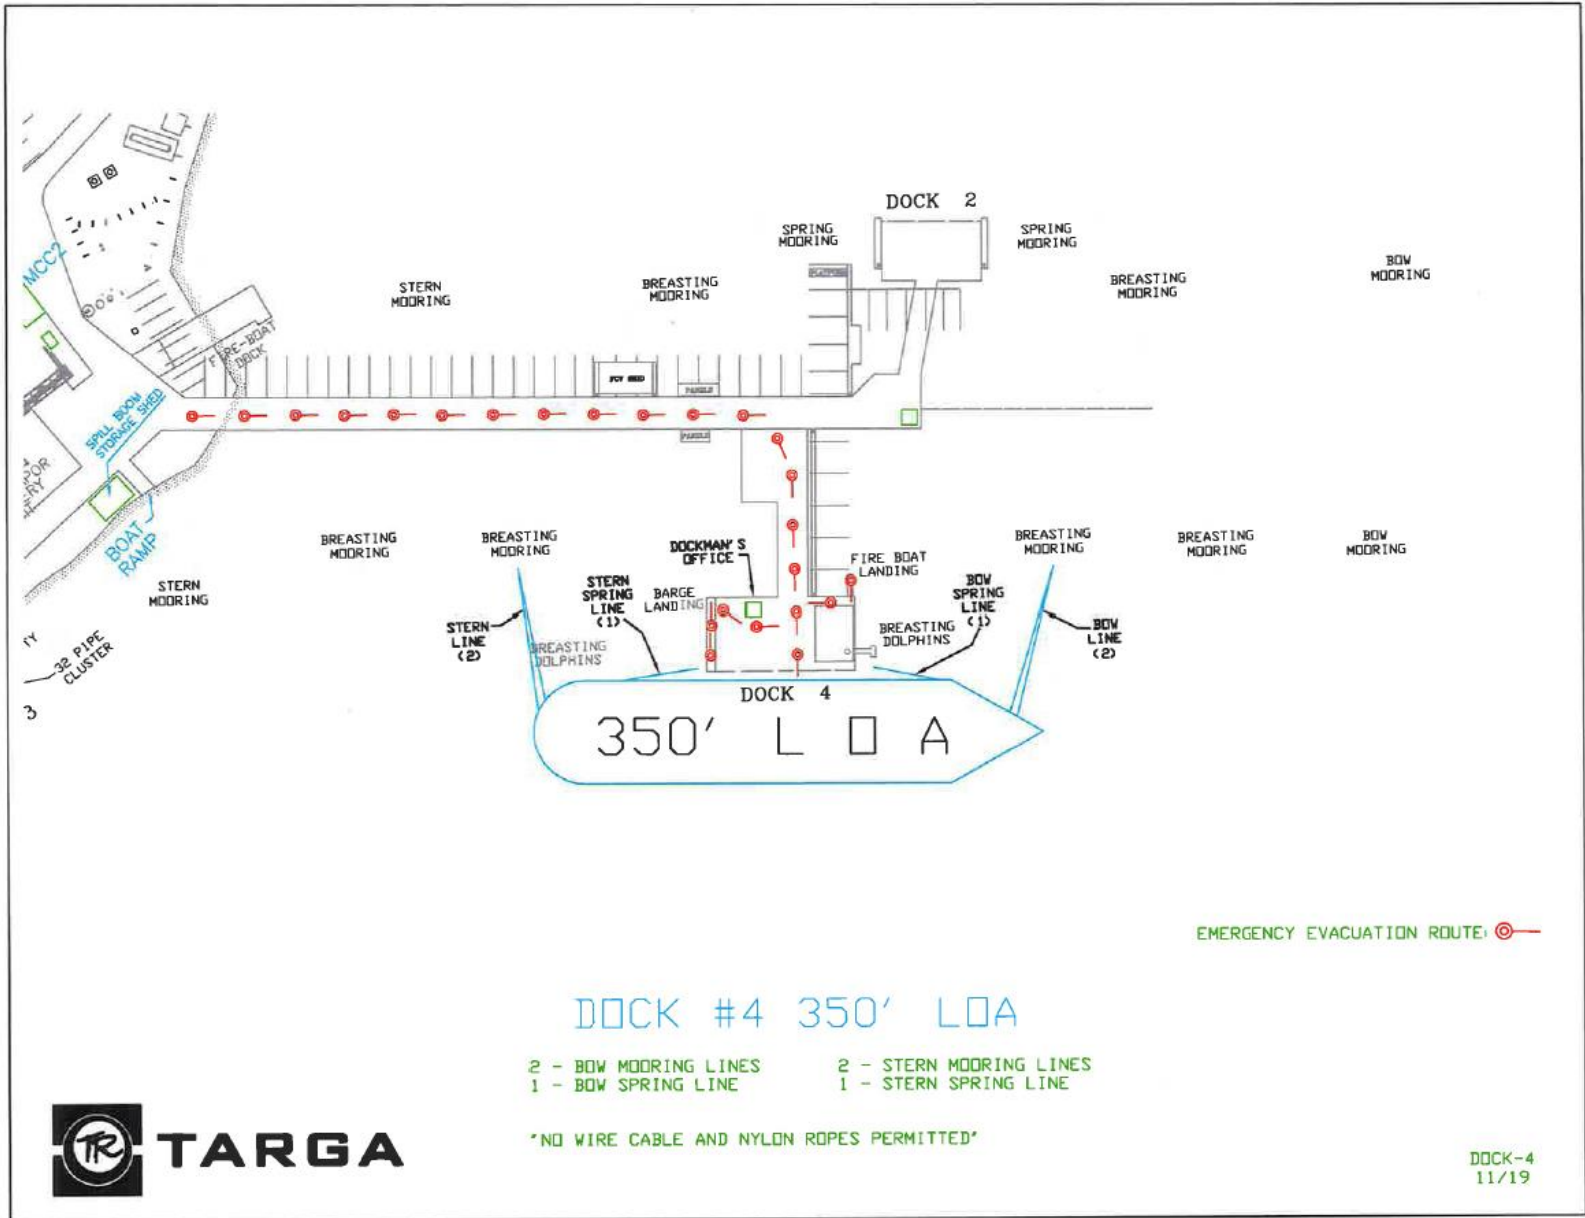 DOCK 2
SPRING
MOORING
SPRING
MOORING
MCC2
STERN
MOORING
BREASTING
MOORING
BREASTING
MOORING
BOW
MOORING
FIRE-BOAT
DOCK
PANELS
PANELS
SPILL BOOM
STORAGE SHED
BOAT
RAMP
BREASTING
MOORING
BREASTING
MOORING
DOCKMAN'S
OFFICE
BREASTING
MOORING
BREASTING
MOORING
BOW
MOORING
STERN
MOORING
STERN
SPRING
LINE
(1)
BARGE
LANDING
FIRE BOAT
LANDING
BOW
SPRING
LINE
(1)
STERN
LINE
(2)
BREASTING
DOLPHINS
BREASTING
DOLPHINS
BOW
LINE
(2)
TY
32 PIPE
CLUSTER
3
DOCK 4
350' LOA
EMERGENCY EVACUATION ROUTE:
DOCK #4 350' LOA
2 - BOW MOORING LINES
1 - BOW SPRING LINE
2 - STERN MOORING LINES
1 - STERN SPRING LINE
"NO WIRE CABLE AND NYLON ROPES PERMITTED"
TR TARGA
DOCK-4
11/19